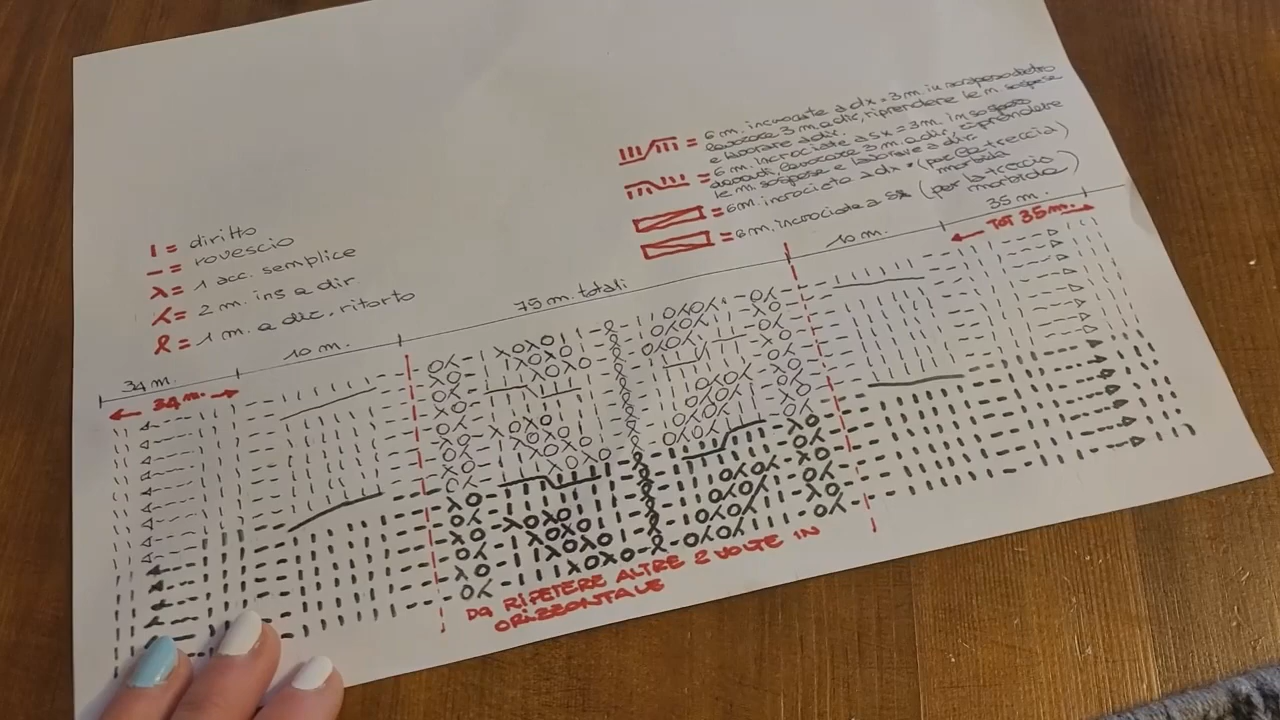 6 m. incrociate a dx = 3 m. in sospeso dietro
lavorare 3 m. a dir, riprendere le m. sospese
e lavorare a dir.
6 m. incrociate a sx = 3 m. in sospeso
davanti, lavorare 3 m. a dir, riprendere
le m. sospese e lavorare a dir.
= 6 m. incrociate a dx (per la treccia
morbida)
= 6 m. incrociate a sx (per la treccia
morbida)
I = diritto
– = rovescio
λ = 1 acc. semplice
= 2 m. ins a dir.
= 1 m. a dir. ritorto
34 m.
10 m.
75 m. totali
10 m.
35 m.
34 m.
TOT 35 m.
DA RIPETERE ALTRE 2 VOLTE IN
ORIZZONTALE